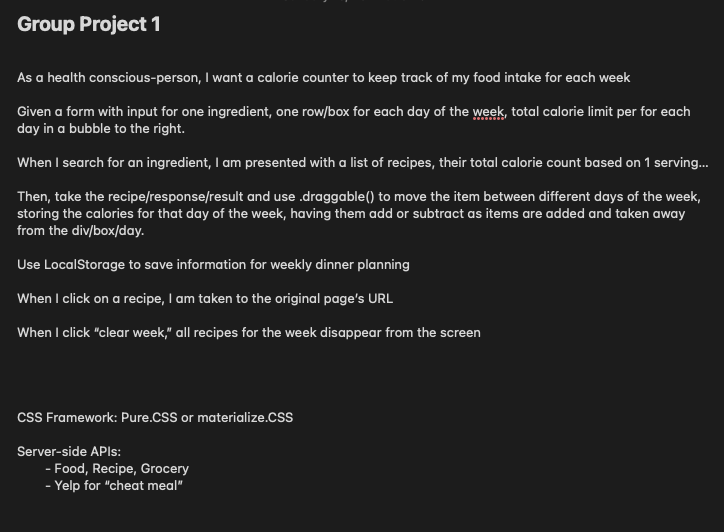 Group Project 1
As a health conscious-person, I want a calorie counter to keep track of my food intake for each week
Given a form with input for one ingredient, one row/box for each day of the week, total calorie limit per for each
day in a bubble to the right.
When I search for an ingredient, I am presented with a list of recipes, their total calorie count based on 1 serving...
Then, take the recipe/response/result and use .draggable() to move the item between different days of the week,
storing the calories for that day of the week, having them add or subtract as items are added and taken away
from the div/box/day.
Use LocalStorage to save information for weekly dinner planning
When I click on a recipe, I am taken to the original page’s URL
When I click “clear week,” all recipes for the week disappear from the screen
CSS Framework: Pure.CSS or materialize.CSS
Server-side APIs:
- Food, Recipe, Grocery
- Yelp for “cheat meal”